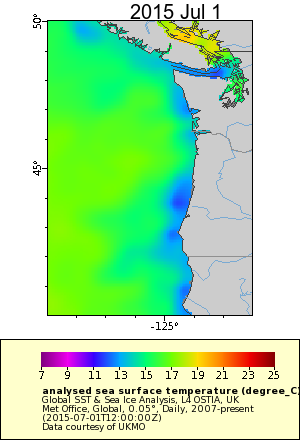 2015 Jul 1
50°
45°
-125°
7 9 11 13 15 17 19 21 23 25
analysed sea surface temperature (degree_C)
Global SST & Sea Ice Analysis, L4 OSTIA, UK
Met Office, Global, 0.05°, Daily, 2007-present
(2015-07-01T12:00:00Z)
Data courtesy of UKMO